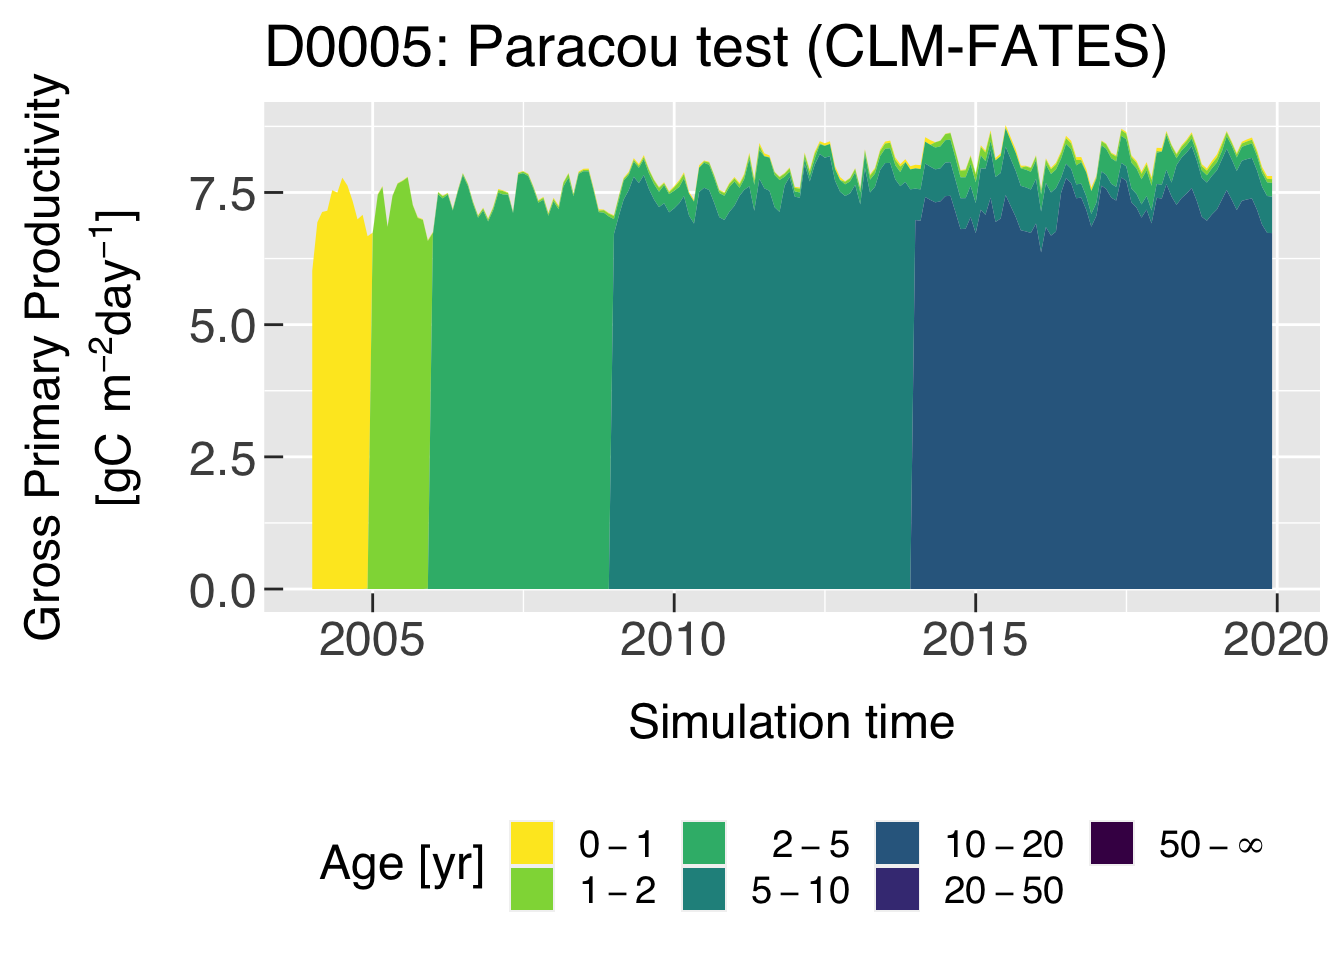 D0005: Paracou test (CLM-FATES)
Gross Primary Productivity
[gC m⁻²day⁻¹]
7.5
5.0
2.5
0.0
2005 2010 2015 2020
Simulation time
Age [yr]
0 – 1 2 – 5 10 – 20 50 – ∞
1 – 2 5 – 10 20 – 50